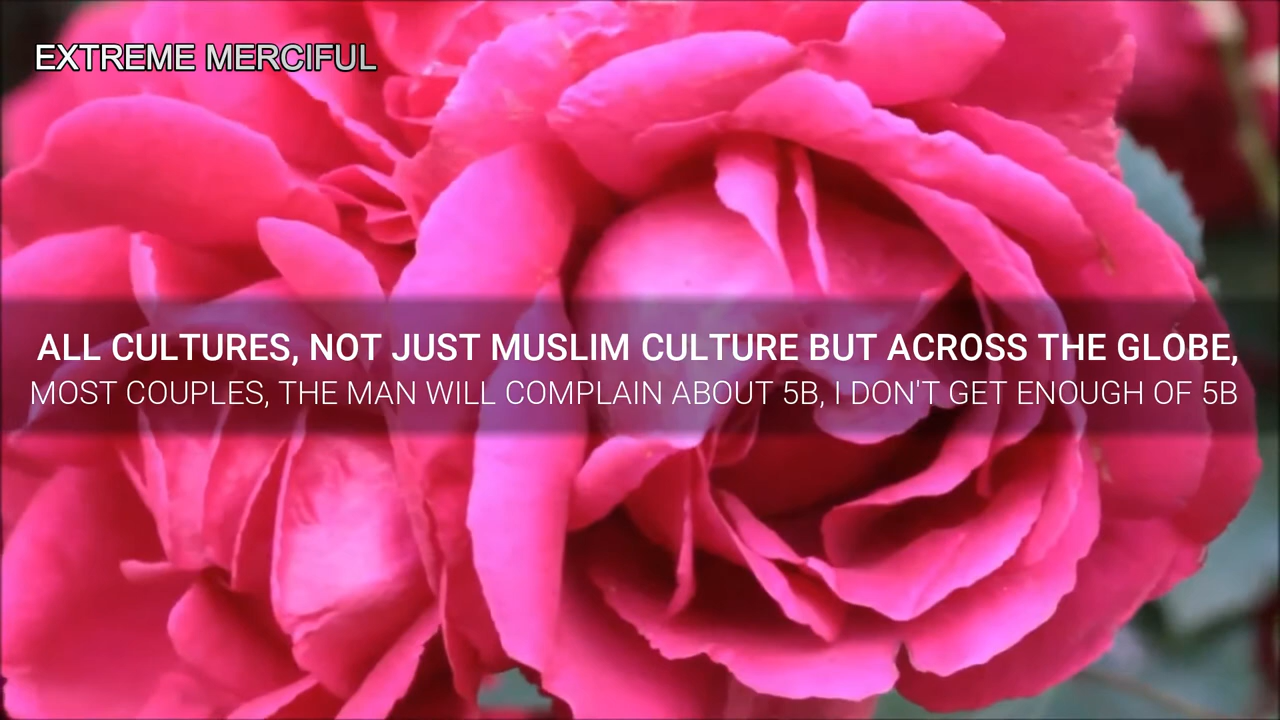 EXTREME MERCIFUL
ALL CULTURES, NOT JUST MUSLIM CULTURE BUT ACROSS THE GLOBE,
MOST COUPLES, THE MAN WILL COMPLAIN ABOUT 5B, I DON'T GET ENOUGH OF 5B